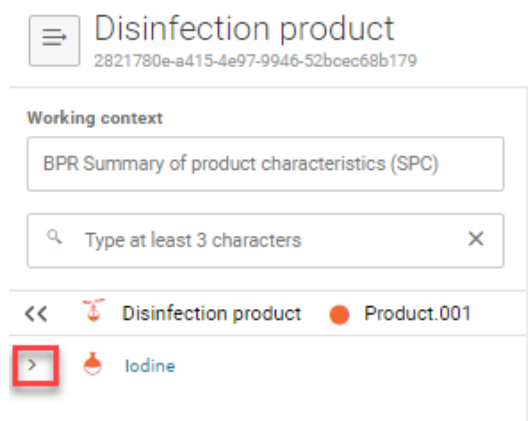 Disinfection product
2821780e-a415-4e97-9946-52bcec68b179
Working context
BPR Summary of product characteristics (SPC)
Type at least 3 characters
Disinfection product Product.001
Iodine